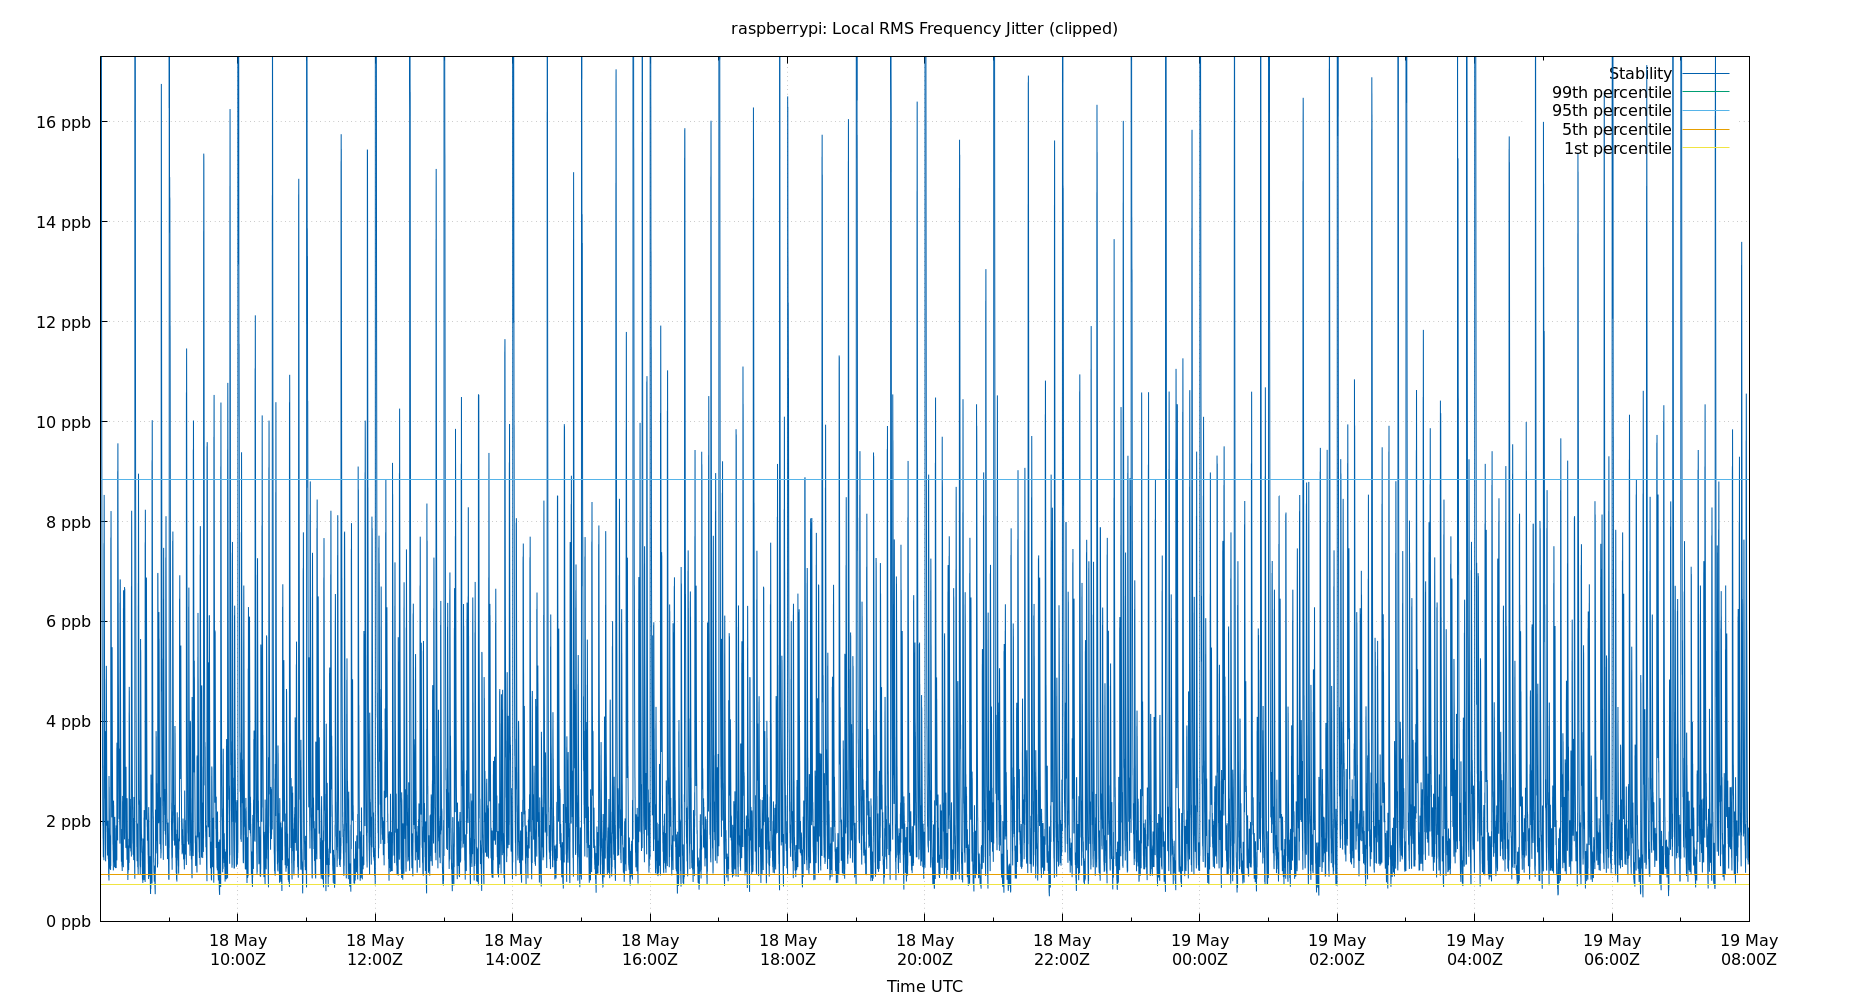 raspberrypi: Local RMS Frequency Jitter (clipped)
Stability
99th percentile
95th percentile
5th percentile
1st percentile
16 ppb
14 ppb
12 ppb
10 ppb
8 ppb
6 ppb
4 ppb
2 ppb
0 ppb
18 May 18 May 18 May 18 May 18 May 18 May 18 May 19 May 19 May 19 May 19 May 19 May
10:00Z 12:00Z 14:00Z 16:00Z 18:00Z 20:00Z 22:00Z 00:00Z 02:00Z 04:00Z 06:00Z 08:00Z
Time UTC